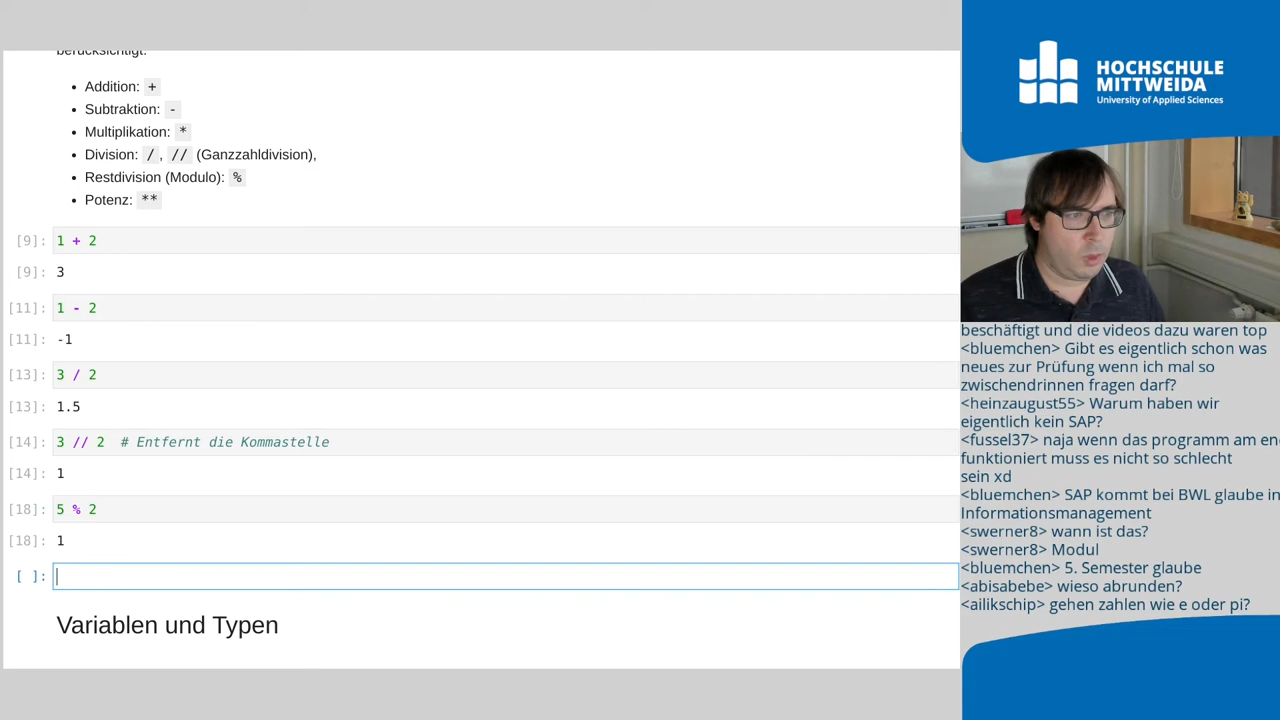 berücksichtigt:
• Addition: +
• Subtraktion: -
• Multiplikation: *
• Division: /, // (Ganzzahldivision),
• Restdivision (Modulo): %
• Potenz: **
[9]: 1 + 2
[9]: 3
[11]: 1 - 2
[11]: -1
[13]: 3 / 2
[13]: 1.5
[14]: 3 // 2  # Entfernt die Kommastelle
[14]: 1
[18]: 5 % 2
[18]: 1
[ ]:
Variablen und Typen
HOCHSCHULE
MITTWEIDA
University of Applied Sciences
beschäftigt und die videos dazu waren top
<bluemchen> Gibt es eigentlich schon was
neues zur Prüfung wenn ich mal so
zwischendrinnen fragen darf?
<heinzaugust55> Warum haben wir
eigentlich kein SAP?
<fussel37> naja wenn das programm am en
funktioniert muss es nicht so schlecht
sein xd
<bluemchen> SAP kommt bei BWL glaube in
Informationsmanagement
<swerner8> wann ist das?
<swerner8> Modul
<bluemchen> 5. Semester glaube
<abisabebe> wieso abrunden?
<ailikschip> gehen zahlen wie e oder pi?